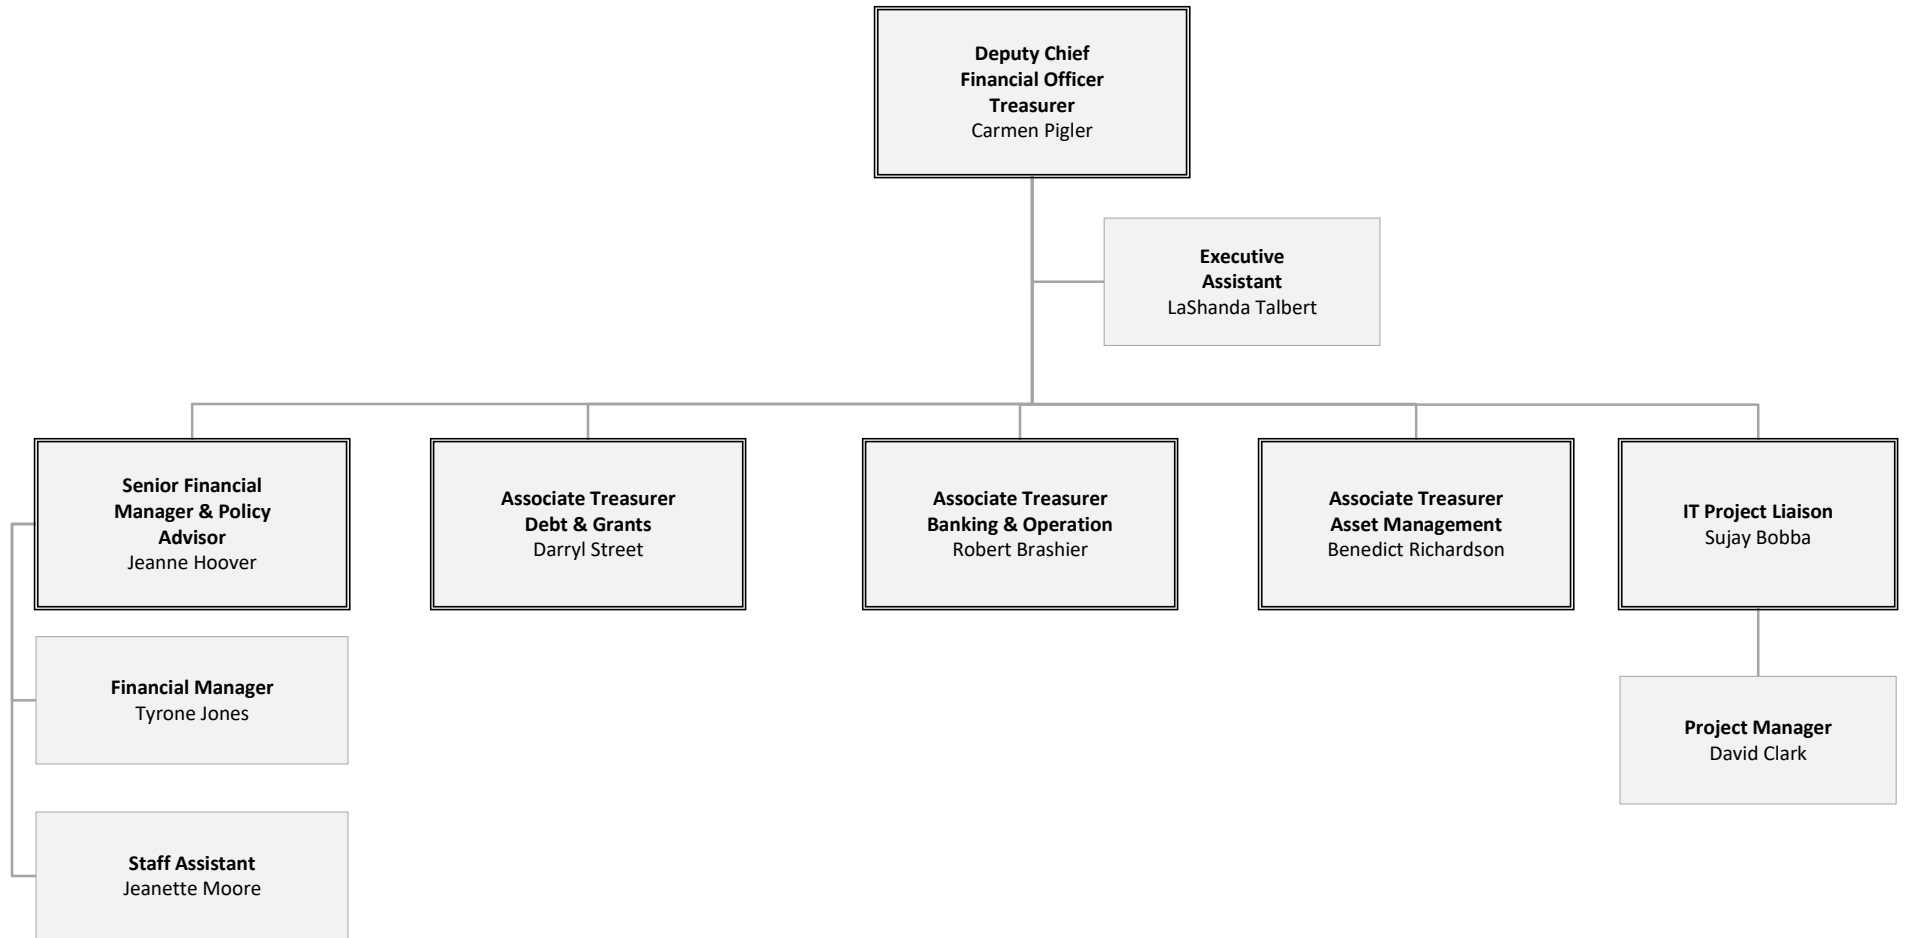 Deputy Chief
Financial Officer
Treasurer
Carmen Pigler
Executive
Assistant
LaShanda Talbert
Senior Financial
Manager & Policy
Advisor
Jeanne Hoover
Associate Treasurer
Debt & Grants
Darryl Street
Associate Treasurer
Banking & Operation
Robert Brashier
Associate Treasurer
Asset Management
Benedict Richardson
IT Project Liaison
Sujay Bobba
Financial Manager
Tyrone Jones
Project Manager
David Clark
Staff Assistant
Jeanette Moore